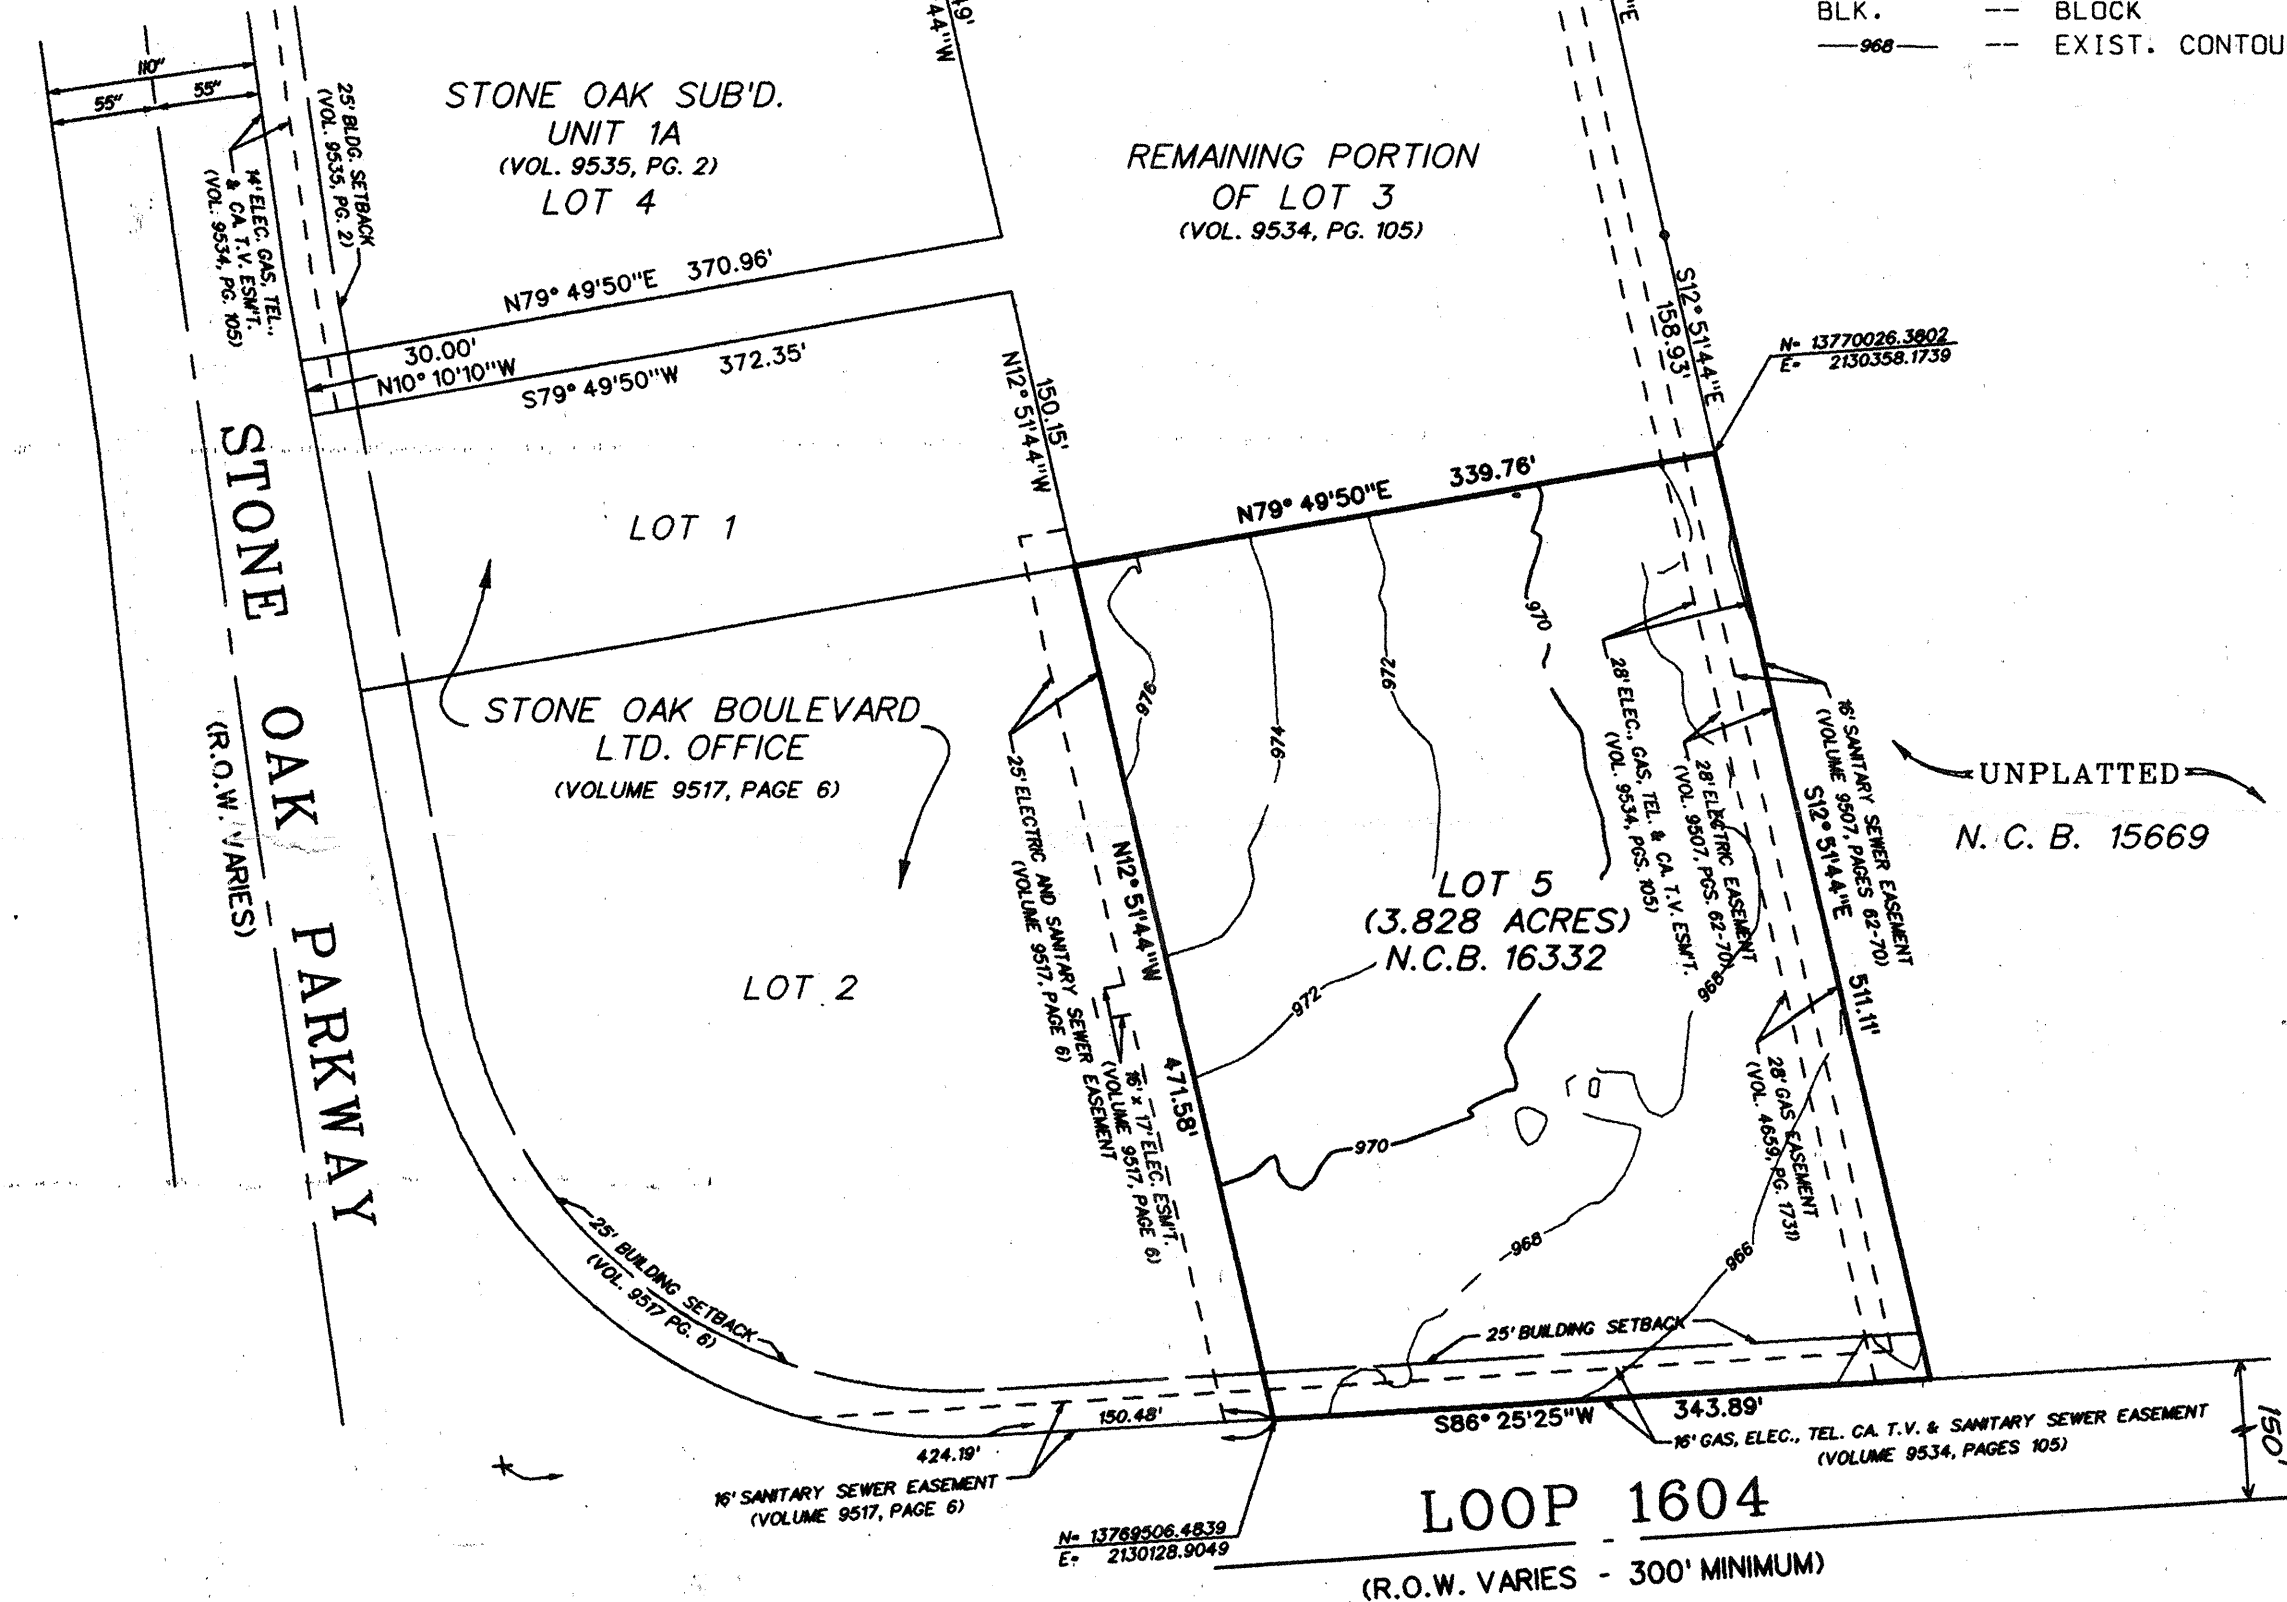 BLK. -- BLOCK
968 -- EXIST. CONTOU
49'
44"W
"E
110"
55" 55"
STONE OAK SUB'D.
UNIT 1A
(VOL. 9535, PG. 2)
LOT 4
25' BLDG. SETBACK
(VOL. 9535, PG. 2)
14' ELEC. GAS, TEL.,
& CA. T.V. ESM'T.
(VOL. 9534, PG. 105)
REMAINING PORTION
OF LOT 3
(VOL. 9534, PG. 105)
N79° 49'50"E 370.96'
30.00'
N10° 10'10"W
S79° 49'50"W 372.35'
150.15'
N12° 51'44"W
S12° 51'44"E
158.93'
N= 13770026.3802
E= 2130358.1739
N79° 49'50"E 339.76'
LOT 1
STONE OAK BOULEVARD
LTD. OFFICE
(VOLUME 9517, PAGE 6)
STONE OAK PARKWAY
(R.O.W. VARIES)
LOT 2
976
974
972
970
25' ELECTRIC AND SANITARY SEWER EASEMENT
(VOLUME 9517, PAGE 6)
N12° 51'44"W 471.58'
16' x 17' ELEC. ESM'T.
(VOLUME 9517, PAGE 6)
28' ELEC., GAS, TEL. & CA. T.V. ESM'T.
(VOL. 9534, PGS. 105)
28' ELECTRIC EASEMENT
(VOL. 9507, PGS. 62-70)
16' SANITARY SEWER EASEMENT
(VOLUME 9507, PAGES 62-70)
S12° 51'44"E 511.11'
UNPLATTED
N. C. B. 15669
LOT 5
(3.828 ACRES)
N.C.B. 16332
968
972
28' GAS EASEMENT
(VOL. 4659, PG. 1731)
970
968
966
25' BUILDING SETBACK
(VOL. 9517 PG. 6)
25' BUILDING SETBACK
150.48'
424.19'
S86° 25'25"W 343.89'
16' GAS, ELEC., TEL. CA. T.V. & SANITARY SEWER EASEMENT
(VOLUME 9534, PAGES 105)
150'
16' SANITARY SEWER EASEMENT
(VOLUME 9517, PAGE 6)
N= 13769506.4839
E= 2130128.9049
LOOP 1604
(R.O.W. VARIES - 300' MINIMUM)